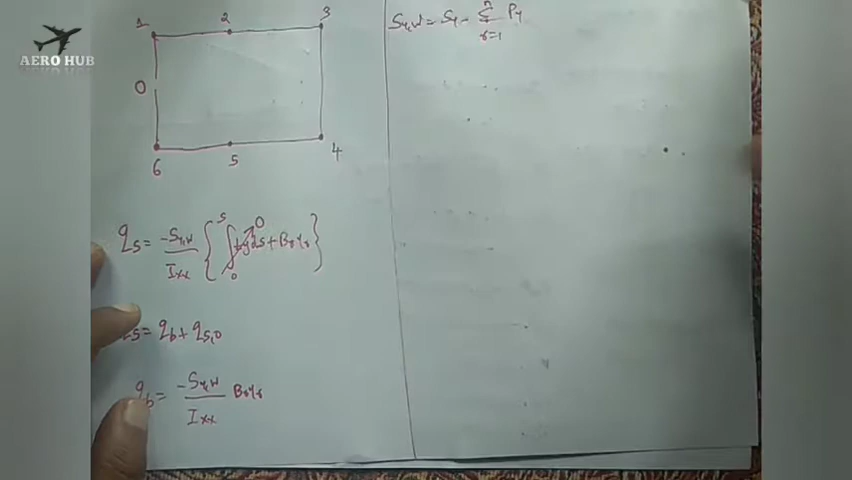 AERO HUB
1 2 3
0
6 5 4
q_s = -S_y,w / I_xx { ∫_0^s t y ds + B_r y_r } 0
s = q_b + q_s,0
q_b = -S_y,w / I_xx B_r y_r
S_y,w = S_y - Σ_{r=1}^n P_y